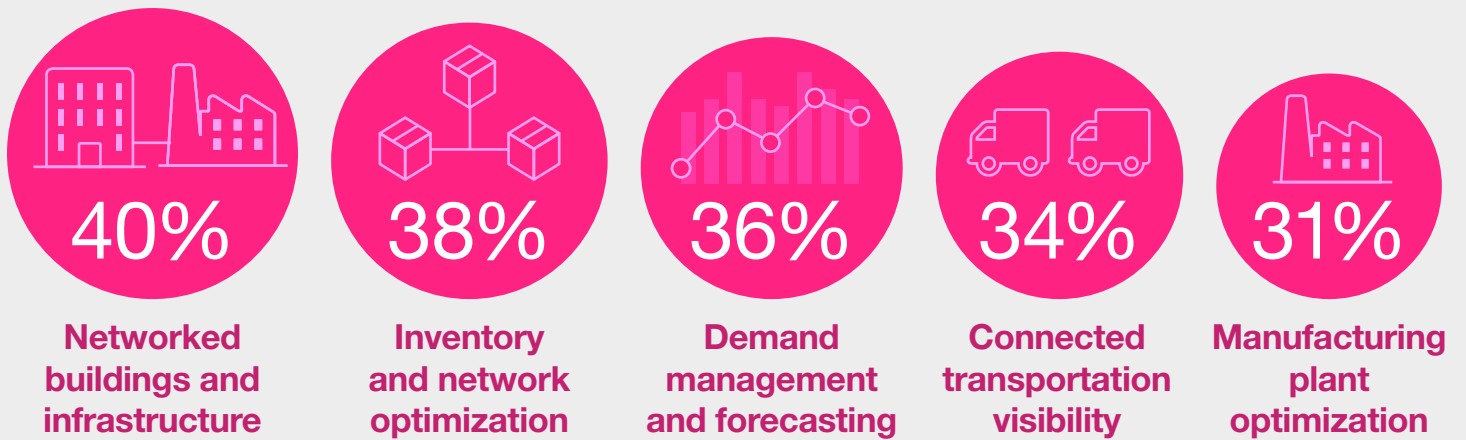 40%
Networked
buildings and
infrastructure
38%
Inventory
and network
optimization
36%
Demand
management
and forecasting
34%
Connected
transportation
visibility
31%
Manufacturing
plant
optimization